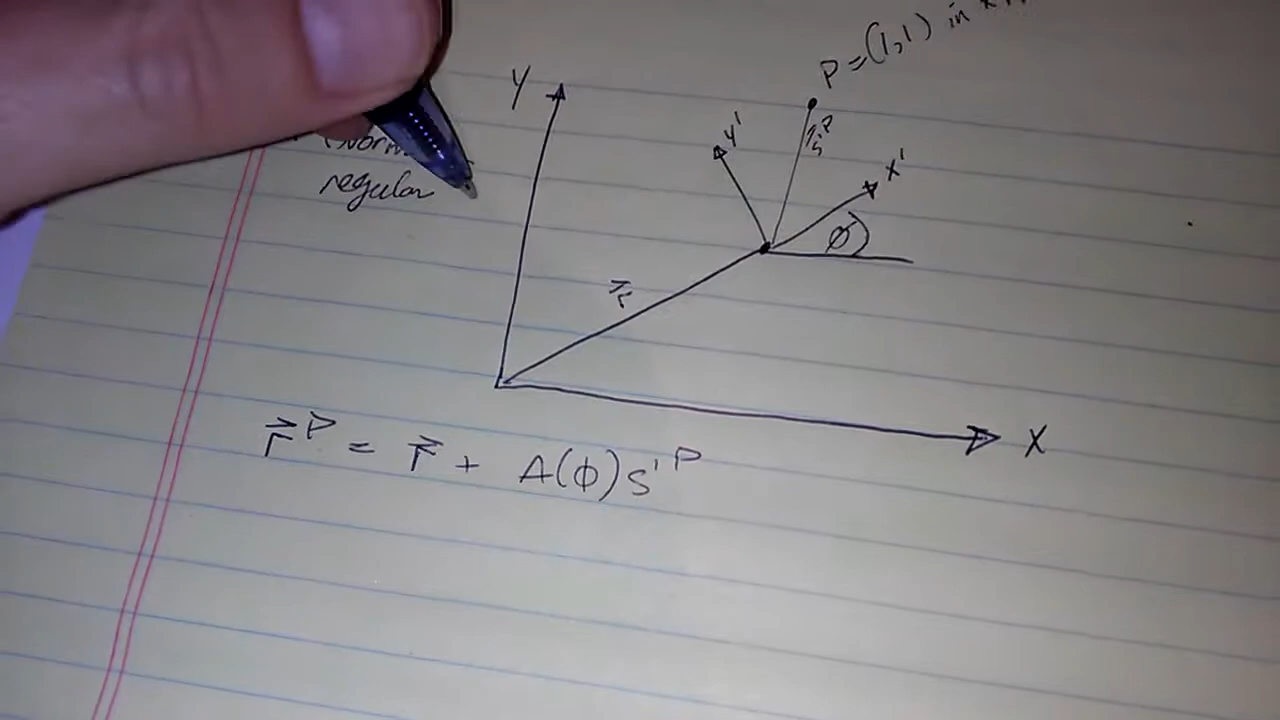 P = (1,1) in x
Y
y'
s⃗ᴾ
x'
regular
ϕ
r⃗
X
r⃗ᴾ = r⃗ + A(ϕ)s'ᴾ